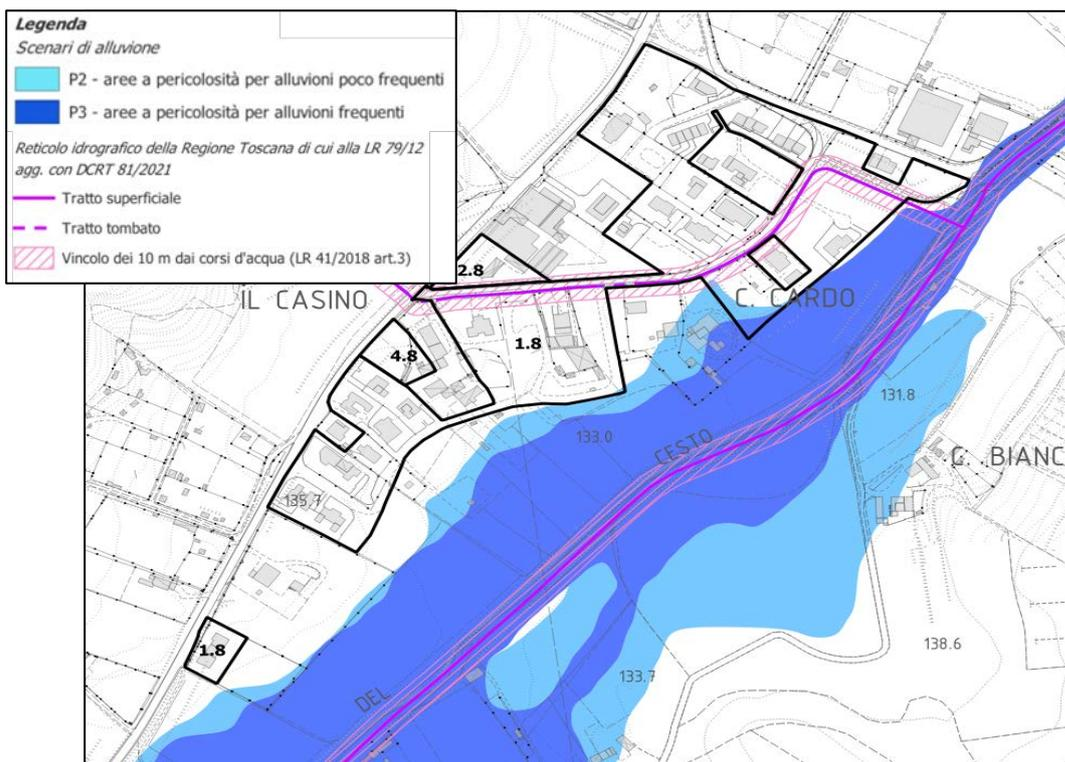 Legenda
Scenari di alluvione
P2 - aree a pericolosità per alluvioni poco frequenti
P3 - aree a pericolosità per alluvioni frequenti
Reticolo idrografico della Regione Toscana di cui alla LR 79/12
agg. con DCRT 81/2021
Tratto superficiale
Tratto tombato
Vincolo dei 10 m dai corsi d'acqua (LR 41/2018 art.3)
2.8
IL CASINO
C. CARDO
1.8
4.8
131.8
133.0
CESTO
C. BIANC
135.7
1.8
138.6
133.7
DEL